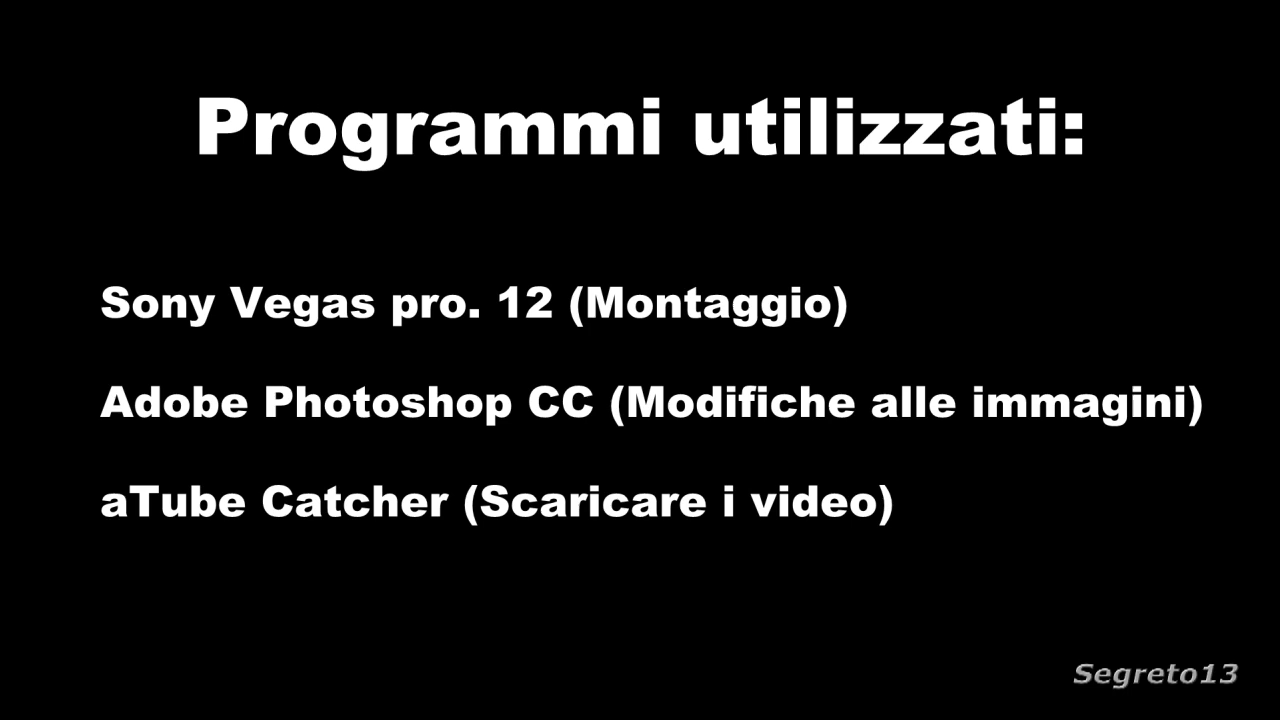 Programmi utilizzati:
Sony Vegas pro. 12 (Montaggio)
Adobe Photoshop CC (Modifiche alle immagini)
aTube Catcher (Scaricare i video)
Segreto13